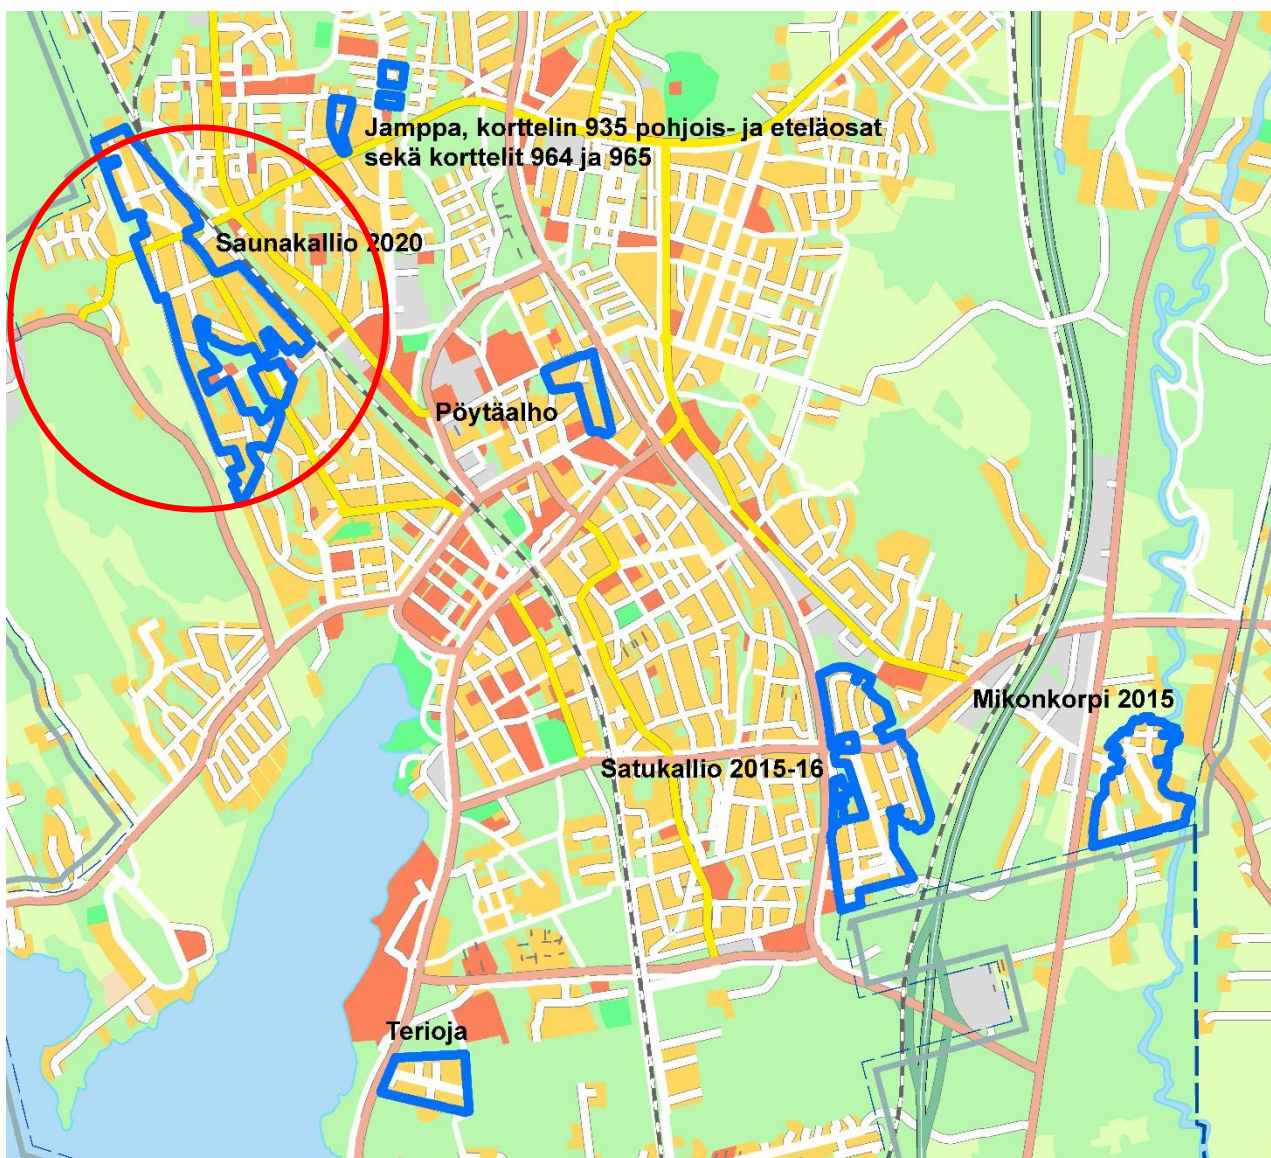 Jamppa, korttelin 935 pohjois- ja eteläosat
sekä korttelit 964 ja 965
Saunakallio 2020
Pöytäalho
Mikonkorpi 2015
Satukallio 2015-16
Terioja